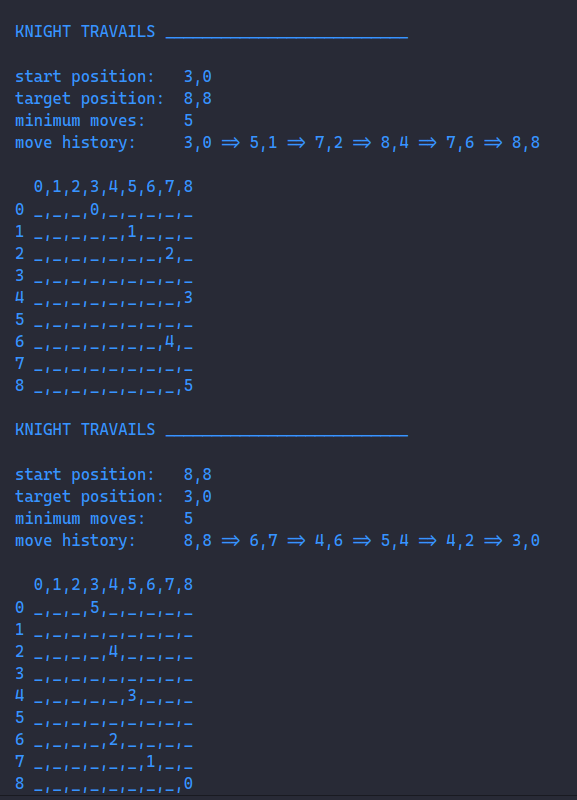 KNIGHT TRAVAILS __________________________
start position:   3,0
target position:  8,8
minimum moves:    5
move history:     3,0 => 5,1 => 7,2 => 8,4 => 7,6 => 8,8
  0,1,2,3,4,5,6,7,8
0 _,_,_,0,_,_,_,_,_
1 _,_,_,_,_,1,_,_,_
2 _,_,_,_,_,_,_,2,_
3 _,_,_,_,_,_,_,_,_
4 _,_,_,_,_,_,_,_,3
5 _,_,_,_,_,_,_,_,_
6 _,_,_,_,_,_,_,4,_
7 _,_,_,_,_,_,_,_,_
8 _,_,_,_,_,_,_,_,5
KNIGHT TRAVAILS __________________________
start position:   8,8
target position:  3,0
minimum moves:    5
move history:     8,8 => 6,7 => 4,6 => 5,4 => 4,2 => 3,0
  0,1,2,3,4,5,6,7,8
0 _,_,_,5,_,_,_,_,_
1 _,_,_,_,_,_,_,_,_
2 _,_,_,_,4,_,_,_,_
3 _,_,_,_,_,_,_,_,_
4 _,_,_,_,_,3,_,_,_
5 _,_,_,_,_,_,_,_,_
6 _,_,_,_,2,_,_,_,_
7 _,_,_,_,_,_,1,_,_
8 _,_,_,_,_,_,_,_,0